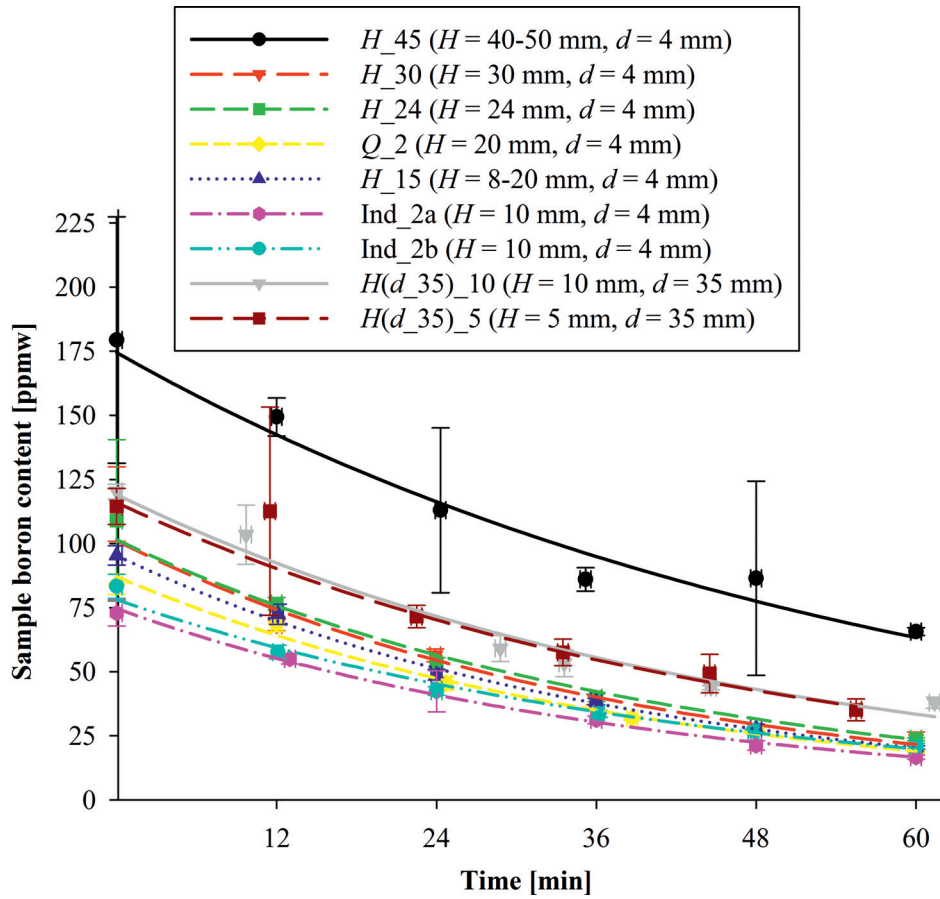 H_45 (H = 40-50 mm, d = 4 mm)
H_30 (H = 30 mm, d = 4 mm)
H_24 (H = 24 mm, d = 4 mm)
Q_2 (H = 20 mm, d = 4 mm)
H_15 (H = 8-20 mm, d = 4 mm)
Ind_2a (H = 10 mm, d = 4 mm)
Ind_2b (H = 10 mm, d = 4 mm)
H(d_35)_10 (H = 10 mm, d = 35 mm)
H(d_35)_5 (H = 5 mm, d = 35 mm)
Sample boron content [ppmw]
225
200
175
150
125
100
75
50
25
0
12
24
36
48
60
Time [min]